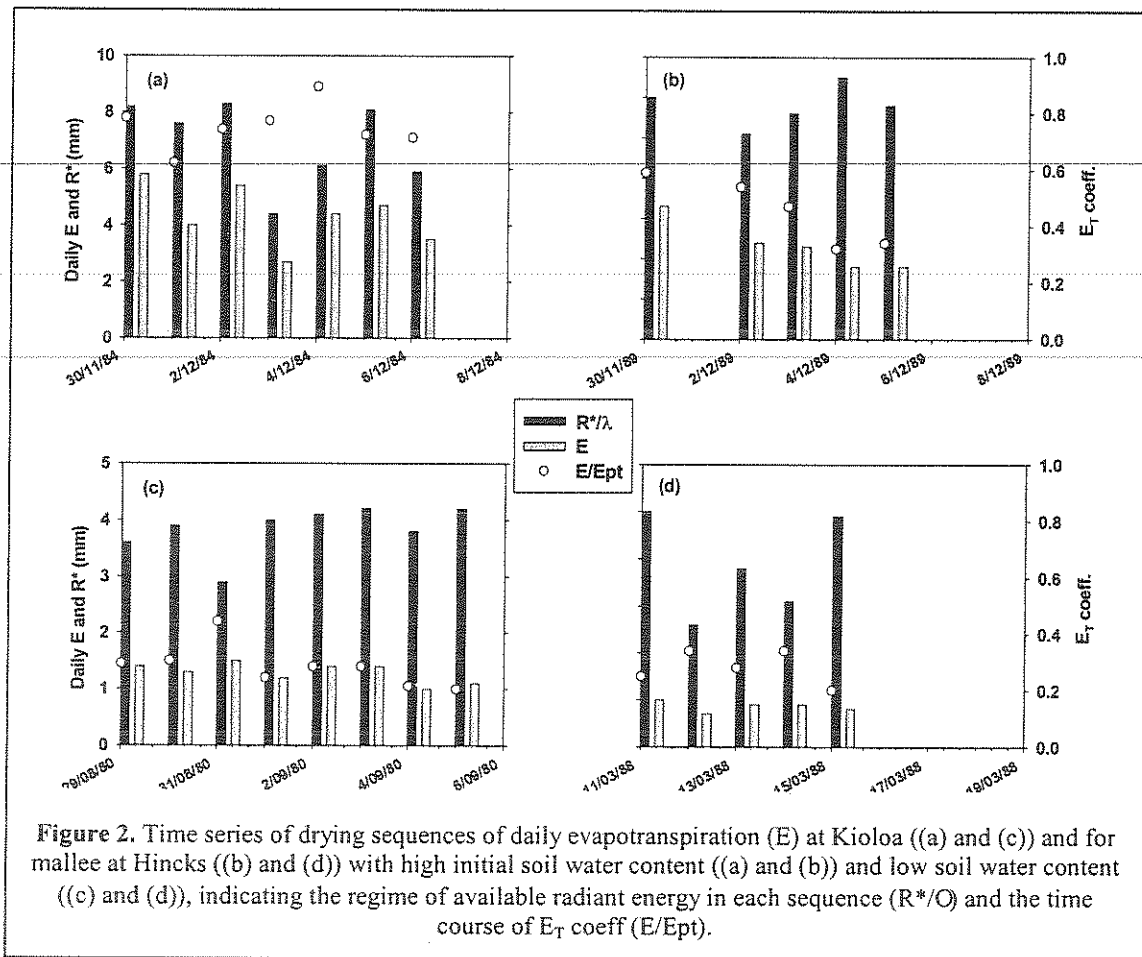 (a)
(b)
10
8
6
4
2
0
Daily E and R* (mm)
1.0
0.8
0.6
0.4
0.2
0.0
E_T coeff.
30/11/84
2/12/84
4/12/84
6/12/84
8/12/84
30/11/89
2/12/89
4/12/89
6/12/89
8/12/89
R*/λ
E
E/Ept
(c)
(d)
5
4
3
2
1
0
Daily E and R* (mm)
1.0
0.8
0.6
0.4
0.2
0.0
E_T coeff.
29/08/80
31/08/80
2/09/80
4/09/80
6/09/80
11/03/88
13/03/88
15/03/88
17/03/88
19/03/88
Figure 2. Time series of drying sequences of daily evapotranspiration (E) at Kioloa ((a) and (c)) and for
mallee at Hincks ((b) and (d)) with high initial soil water content ((a) and (b)) and low soil water content
((c) and (d)), indicating the regime of available radiant energy in each sequence (R*/O) and the time
course of E_T coeff (E/Ept).